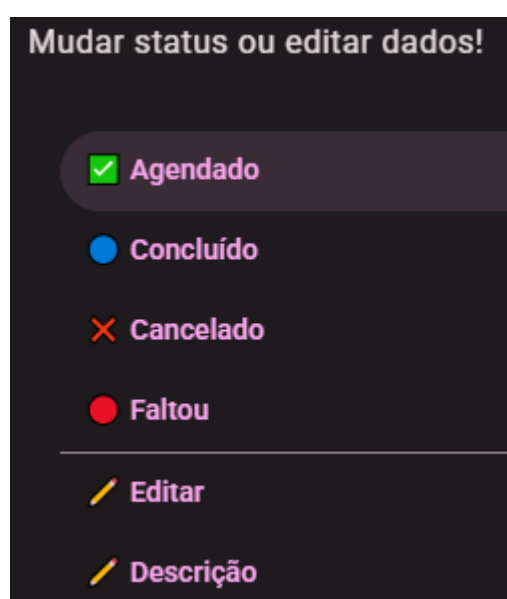 Mudar status ou editar dados!
✅ Agendado
🔵 Concluído
❌ Cancelado
🔴 Faltou
✏️ Editar
✏️ Descrição